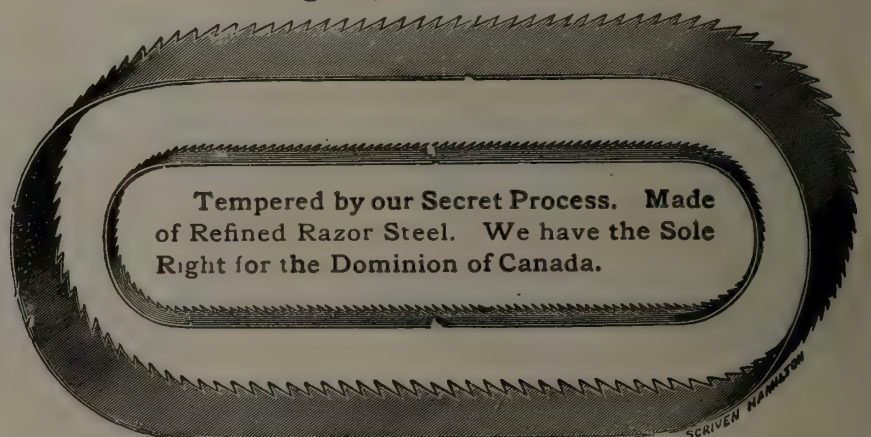 Tempered by our Secret Process. Made
of Refined Razor Steel. We have the Sole
Right for the Dominion of Canada.
SCRIVEN HAMILTON